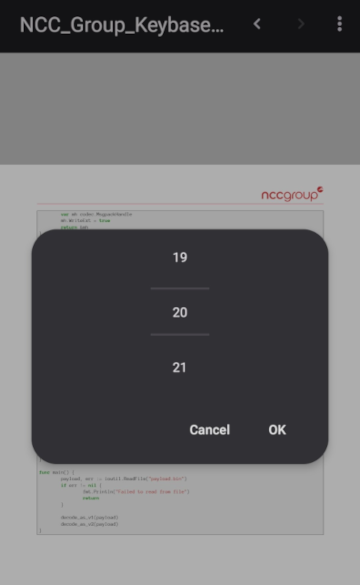 NCC_Group_Keybase...
nccgroup
var mh codec.MsgpackHandle
mh.WriteExt = true
return &mh
19
20
21
Cancel
OK
func main() {
payload, err := ioutil.ReadFile("payload.bin")
if err != nil {
fmt.Println("Failed to read from file")
return
}
decode_as_v1(payload)
decode_as_v2(payload)
}